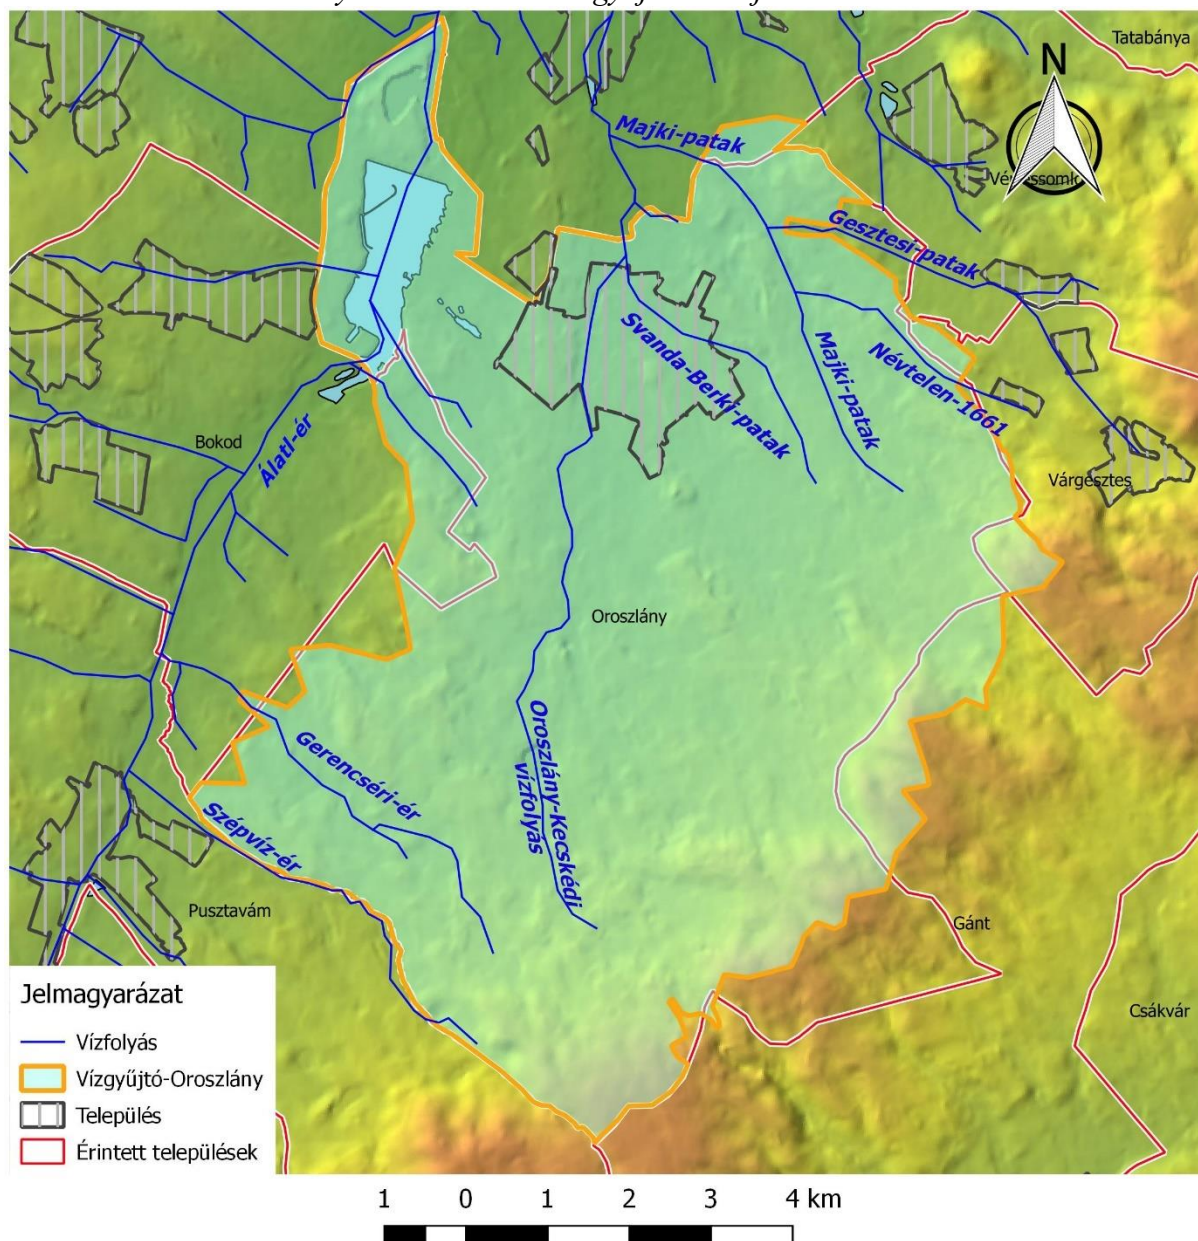 Tatabánya
N
Majki-patak
Gesztesi-patak
Svanda-Berki-patak
Majki-patak
Névtelen-1661
Bokod
Álatl-ér
Várgesztes
Oroszlány
Oroszlány-Kecskédi
vízfolyás
Gerencséri-ér
Szépvíz-ér
Pusztavám
Gánt
Csákvár
Jelmagyarázat
Vízfolyás
Vízgyűjtó-Oroszlány
Település
Érintett települések
1 0 1 2 3 4 km